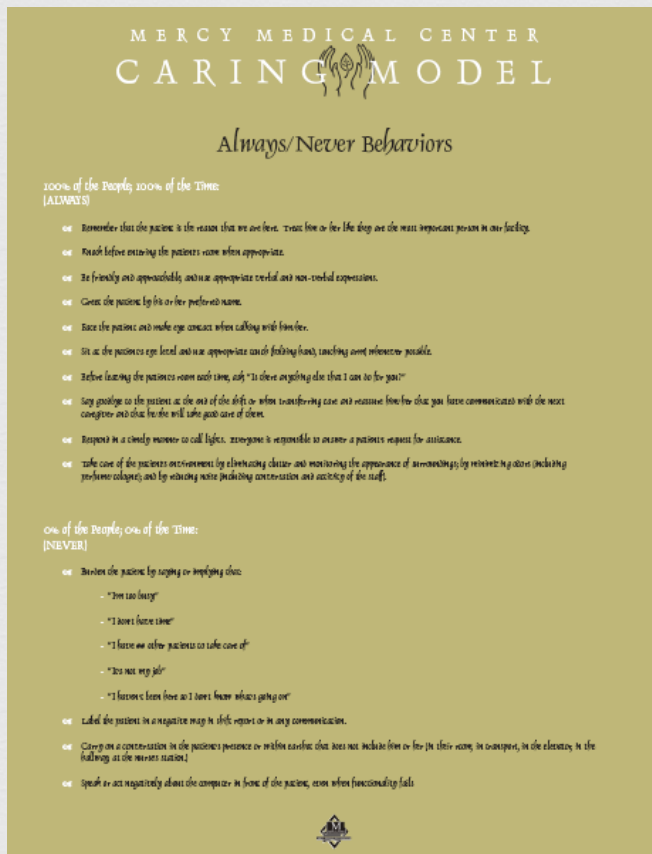 MERCY MEDICAL CENTER
CARING MODEL
Always/Never Behaviors
100% of the People; 100% of the Time:
(ALWAYS)
Remember that the patient is the reason that we are here. Treat him or her like they are the most important person in our facility.
Knock before entering the patient's room when appropriate.
Be friendly and approachable, and use appropriate verbal and non-verbal expressions.
Greet the patient by his or her preferred name.
Face the patient and make eye contact when talking with him/her.
Sit at the patient's eye level and use appropriate touch (holding hand, touching arm) whenever possible.
Before leaving the patient's room each time, ask "Is there anything else that I can do for you?"
Say goodbye to the patient at the end of the shift or when transferring care and reassure him/her that you have communicated with the next
caregiver and that he/she will take good care of them.
Respond in a timely manner to call lights. Everyone is responsible to answer a patient's request for assistance.
Take care of the patient's environment by eliminating clutter and monitoring the appearance of surroundings; by minimizing odors (including
perfume/cologne); and by reducing noise (including conversation and activity of the staff).
0% of the People; 0% of the Time:
(NEVER)
Burden the patient by saying or implying that:
- "I'm too busy"
- "I don't have time"
- "I have ## other patients to take care of"
- "It's not my job"
- "I haven't been here so I don't know what's going on"
Label the patient in a negative way in shift report or in any communication.
Carry on a conversation in the patient's presence or within earshot that does not include him or her (in their room, in transport, in the elevator, in the
hallway, at the nurses station.)
Speak or act negatively about the computer in front of the patient, even when functionality fails